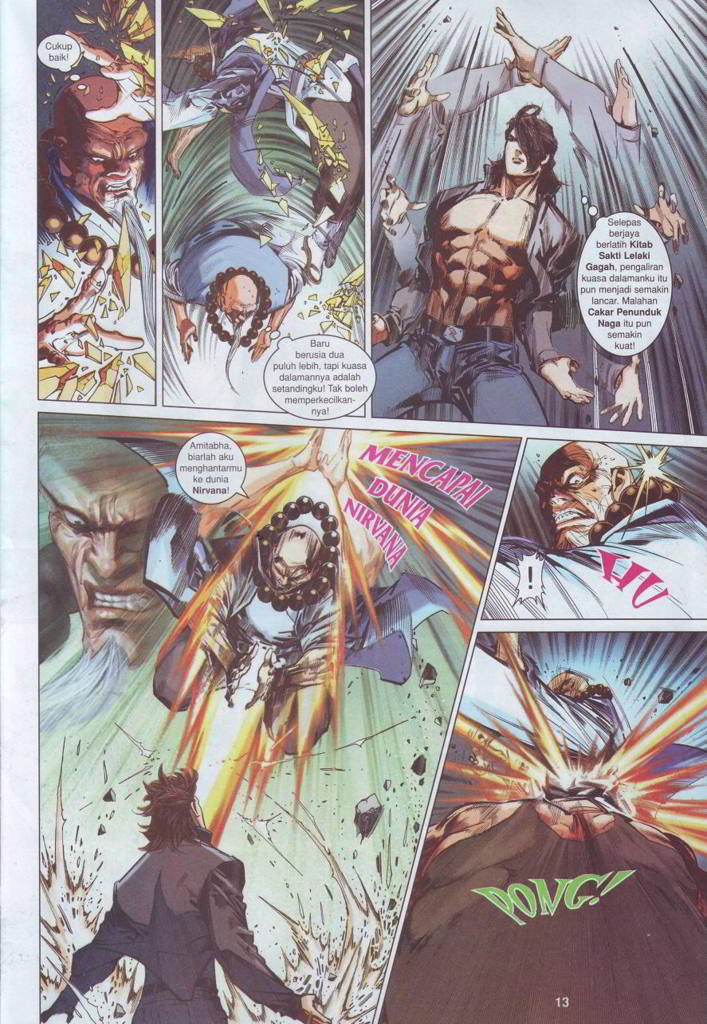 Cukup
baik!
Baru
berusia dua
puluh lebih, tapi kuasa
dalamannya adalah
setandingku! Tak boleh
memperkecilkan-
nya!
Selepas
berjaya
berlatih Kitab
Sakti Lelaki
Gagah, pengaliran
kuasa dalamanku itu
pun menjadi semakin
lancar. Malahan
Cakar Penunduk
Naga itu pun
semakin
kuat!
Amitabha,
biarlah aku
menghantarmu
ke dunia
Nirvana!
MENCAPAI
DUNIA
NIRVANA
!
HU
PONG!
13